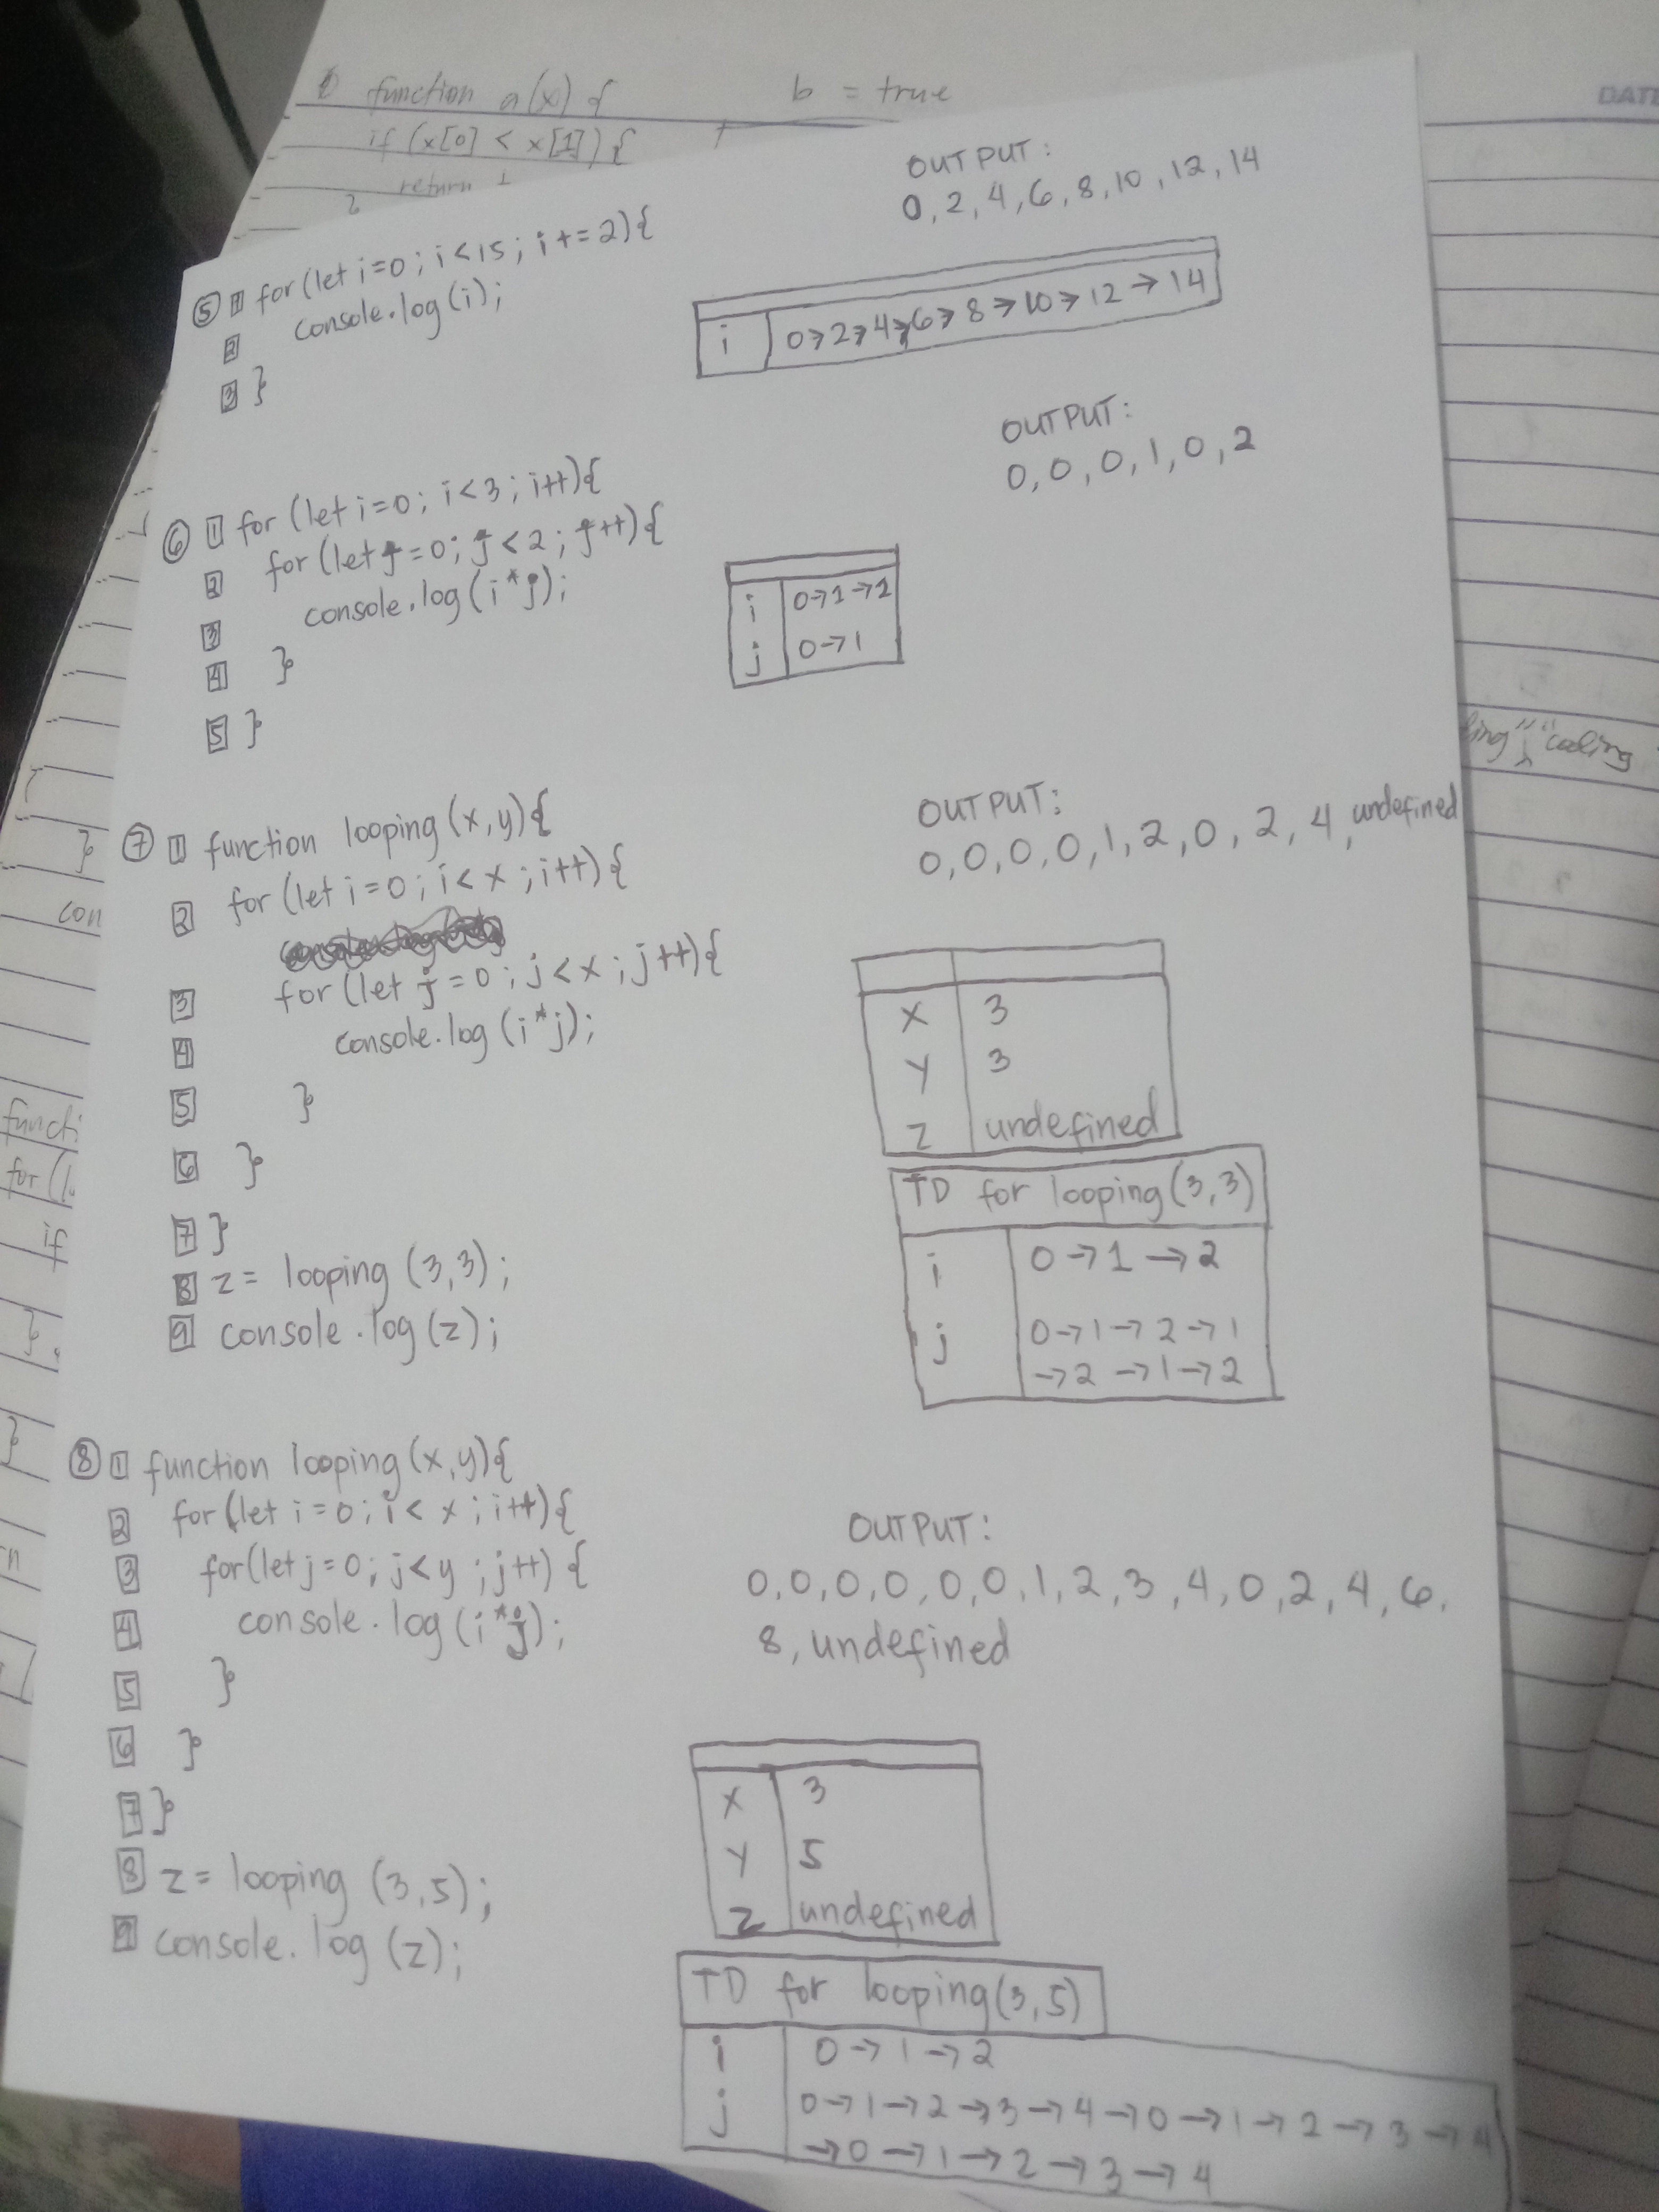 function a(x) {
b = true
if (x[0] < x[1]) {
return 1
DATE
⑤ 1 for(let i=0; i<15; i+=2){
2 console.log(i);
3 }
OUTPUT:
0, 2, 4, 6, 8, 10, 12, 14
i 0→2→4→6→8→10→12→14
⑥ 1 for (let i=0; i<3; i++){
2 for (let j=0; j<2; j++){
3 console.log(i*j);
4 }
5 }
OUTPUT:
0, 0, 0, 1, 0, 2
i 0→1→2
j 0→1
"coding
⑦ 1 function looping (x,y){
2 for (let i=0; i<x; i++){
3 for (let j=0; j<x; j++){
4 console.log (i*j);
5 }
6 }
7 }
8 z= looping (3,3);
9 console.log(z);
OUTPUT:
0, 0, 0, 0, 1, 2, 0, 2, 4, undefined
x 3
y 3
z undefined
TD for looping(3,3)
i 0→1→2
j 0→1→2→1
→2→1→2
}
con
functi
for (l
if
}
}
⑧ 1 function looping (x,y){
2 for (let i=0; i<x; i++){
3 for(let j=0; j<y; j++) {
4 console.log (i*j);
5 }
6 }
7 }
8 z= looping (3,5);
9 console.log (z);
OUTPUT:
0, 0, 0, 0, 0, 0, 1, 2, 3, 4, 0, 2, 4, 6,
8, undefined
x 3
y 5
z undefined
TD for looping(3,5)
i 0→1→2
j 0→1→2→3→4→0→1→2→3→4
→0→1→2→3→4